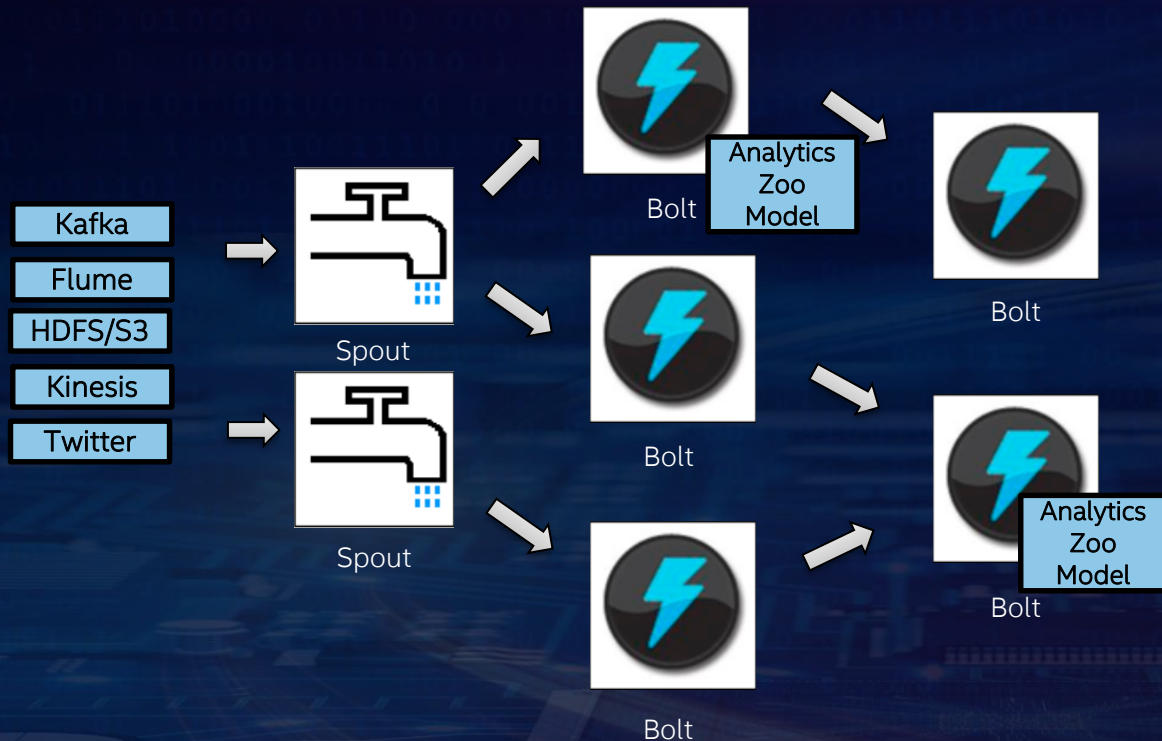 Kafka
Flume
HDFS/S3
Kinesis
Twitter
Spout
Spout
Bolt
Analytics
Zoo
Model
Bolt
Bolt
Bolt
Analytics
Zoo
Model
Bolt